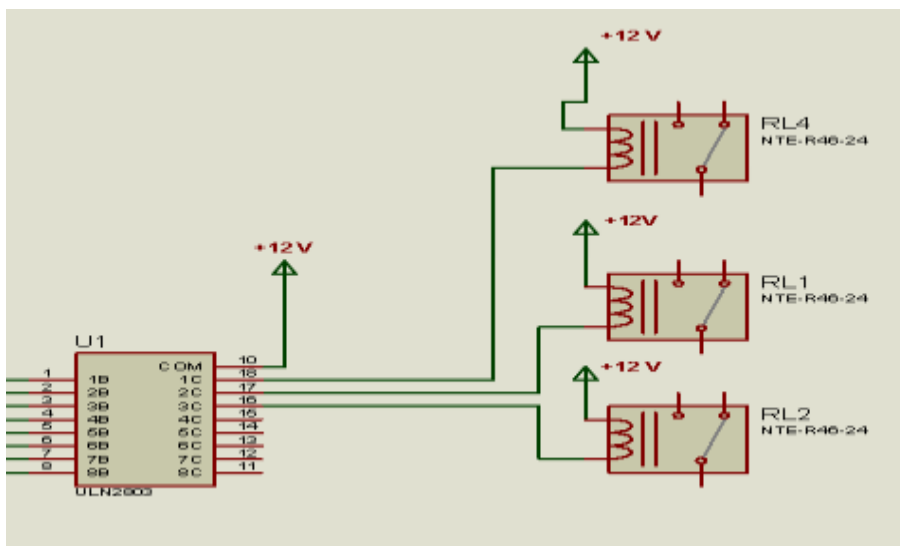 +12 V
RL4
NTE-R46-24
+12V
RL1
NTE-R46-24
+12 V
RL2
NTE-R46-24
+12 V
U1
COM 10
1 1B 1C 18
2 2B 2C 17
3 3B 3C 16
4 4B 4C 15
5 5B 5C 14
6 6B 6C 13
7 7B 7C 12
8 8B 8C 11
ULN2803